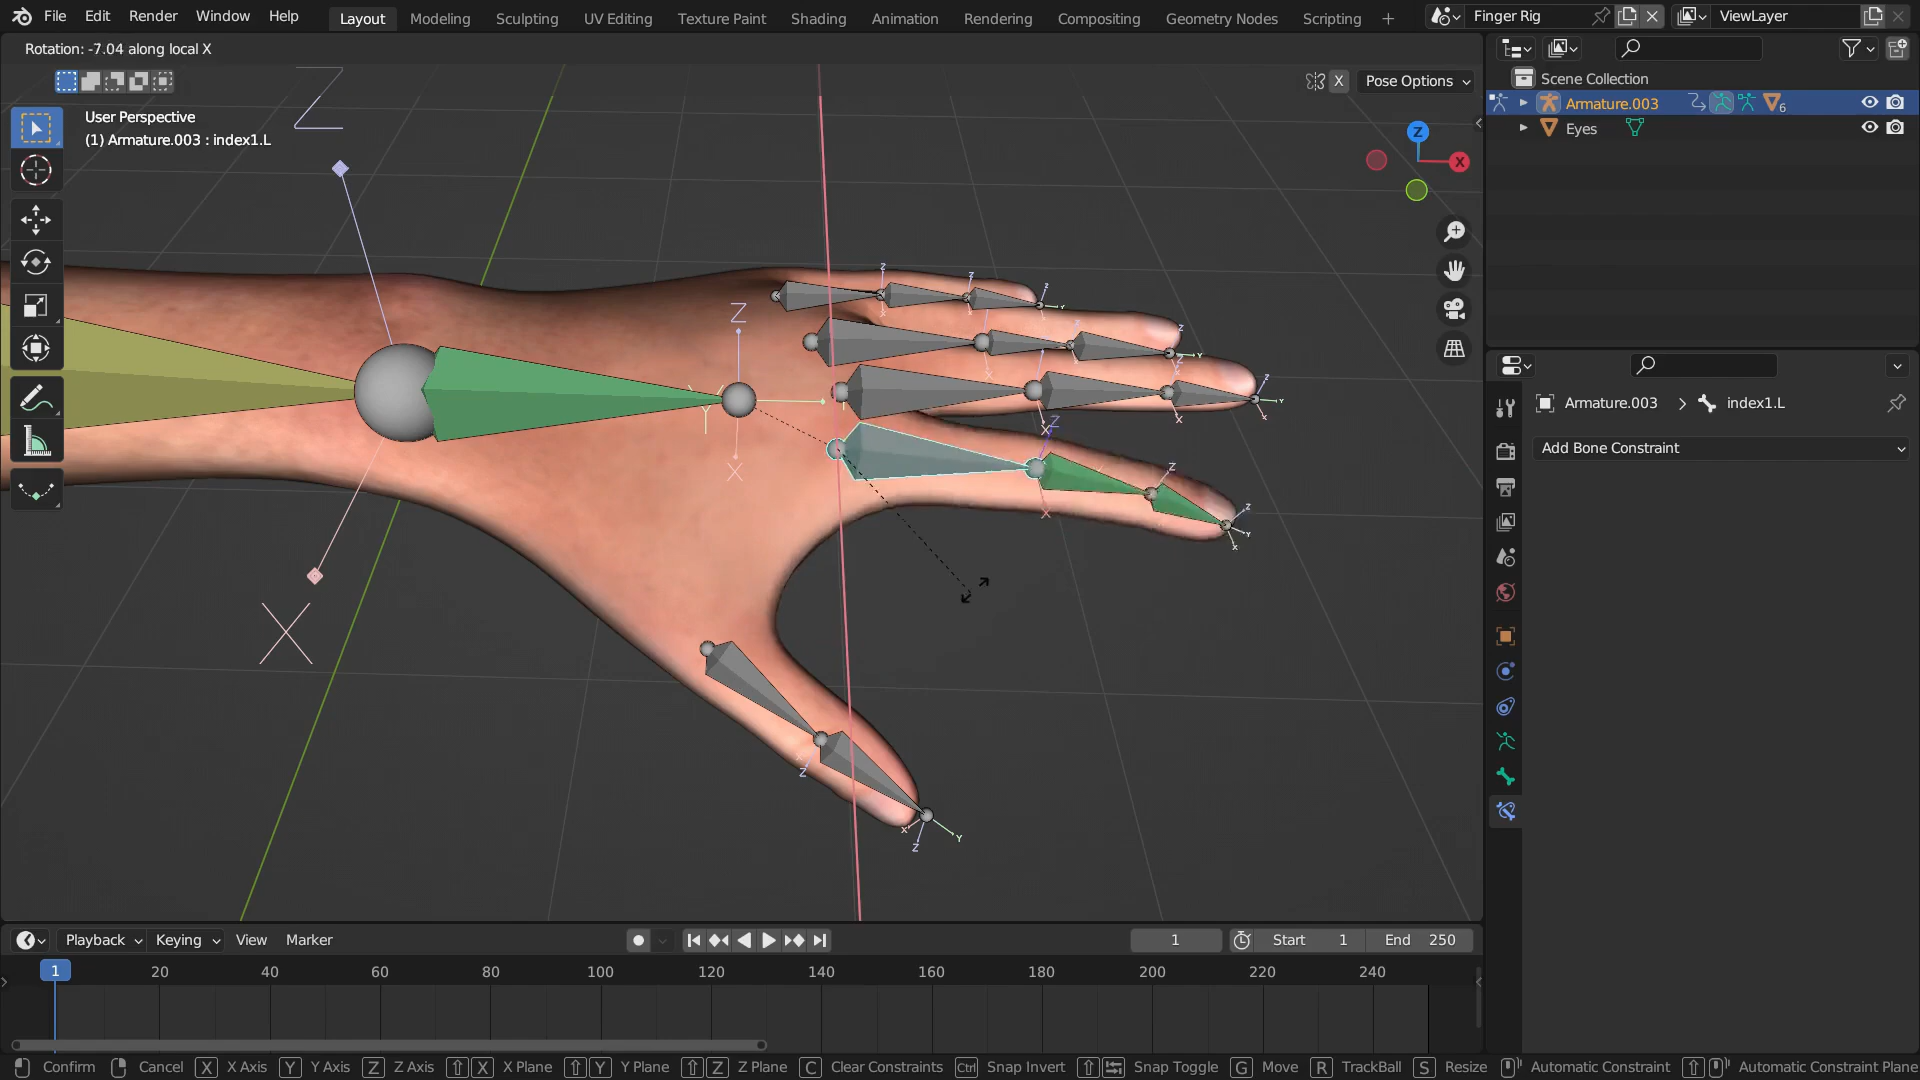 File Edit Render Window Help Layout Modeling Sculpting UV Editing Texture Paint Shading Animation Rendering Compositing Geometry Nodes Scripting + Finger Rig ViewLayer
Rotation: -7.04 along local X
X Pose Options
User Perspective
(1) Armature.003 : index1.L
Scene Collection
Armature.003 6
Eyes
Z
X
Armature.003 > index1.L
Add Bone Constraint
Z
X
Z
Y
X
Playback Keying View Marker 1 Start 1 End 250
1 20 40 60 80 100 120 140 160 180 200 220 240
Confirm Cancel X X Axis Y Y Axis Z Z Axis X X Plane Y Y Plane Z Z Plane C Clear Constraints Ctrl Snap Invert Snap Toggle G Move R TrackBall S Resize Automatic Constraint Automatic Constraint Plane